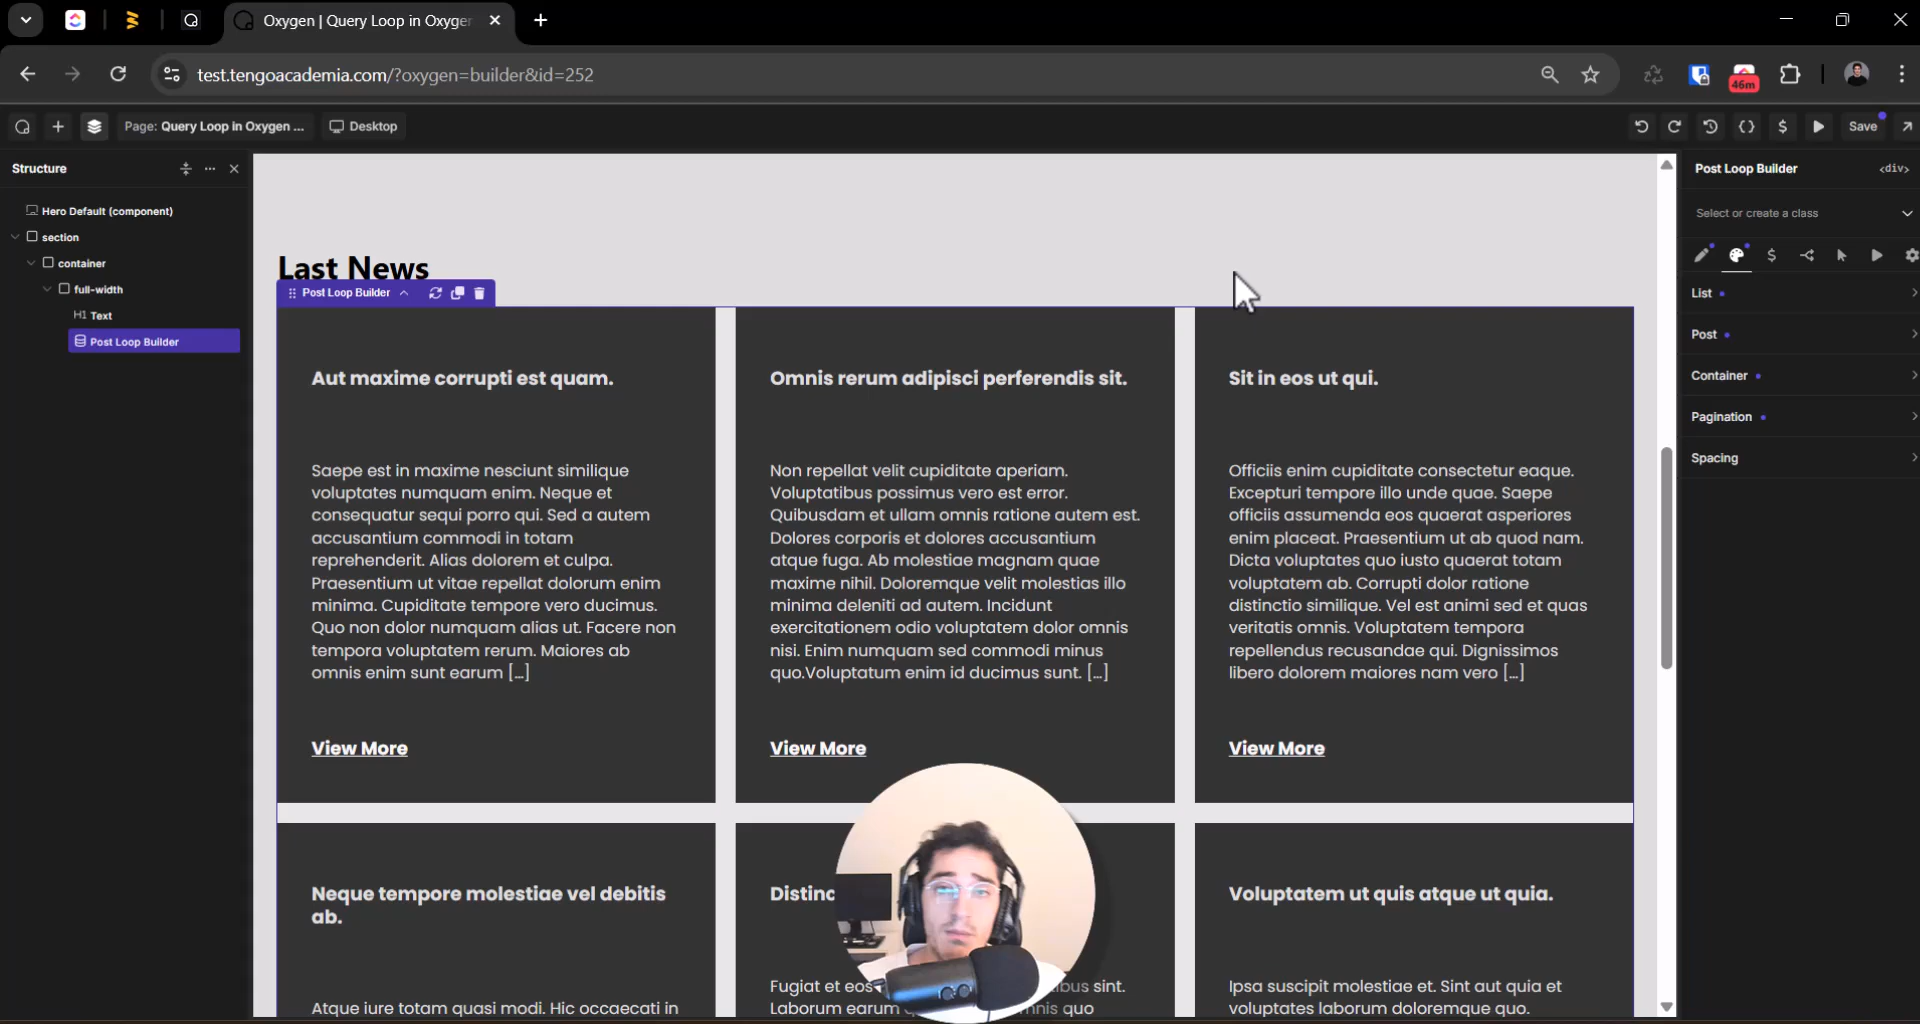 Oxygen | Query Loop in Oxygen
test.tengoacademia.com/?oxygen=builder&id=252
46m
Page: Query Loop in Oxygen ...
Desktop
$
Save
Structure
Hero Default (component)
section
container
full-width
H1 Text
Post Loop Builder
Last News
Post Loop Builder
Aut maxime corrupti est quam.
Saepe est in maxime nesciunt similique
voluptates numquam enim. Neque et
consequatur sequi porro qui. Sed a autem
accusantium commodi in totam
reprehenderit. Alias dolorem et culpa.
Praesentium ut vitae repellat dolorum enim
minima. Cupiditate tempore vero ducimus.
Quo non dolor numquam alias ut. Facere non
tempora voluptatem rerum. Maiores ab
omnis enim sunt earum [...]
View More
Omnis rerum adipisci perferendis sit.
Non repellat velit cupiditate aperiam.
Voluptatibus possimus vero est error.
Quibusdam et ullam omnis ratione autem est.
Dolores corporis et dolores accusantium
atque fuga. Ab molestiae magnam quae
maxime nihil. Doloremque velit molestias illo
minima deleniti ad autem. Incidunt
exercitationem odio voluptatem dolor omnis
nisi. Enim numquam sed commodi minus
quo.Voluptatum enim id ducimus sunt. [...]
View More
Sit in eos ut qui.
Officiis enim cupiditate consectetur eaque.
Excepturi tempore illo unde quae. Saepe
officiis assumenda eos quaerat asperiores
enim placeat. Praesentium ut ab quod nam.
Dicta voluptates quo iusto quaerat totam
voluptatem ab. Corrupti dolor ratione
distinctio similique. Vel est animi sed et quas
veritatis omnis. Voluptatem tempora
repellendus recusandae qui. Dignissimos
libero dolorem maiores nam vero [...]
View More
Neque tempore molestiae vel debitis
ab.
Atque iure totam quasi modi. Hic occaecati in
Fugiat et eos sint.
Laborum earum quo
Voluptatem ut quis atque ut quia.
Ipsa suscipit molestiae et. Sint aut quia et
voluptates laborum doloremque quo.
Post Loop Builder
<div>
Select or create a class
$
List
Post
Container
Pagination
Spacing